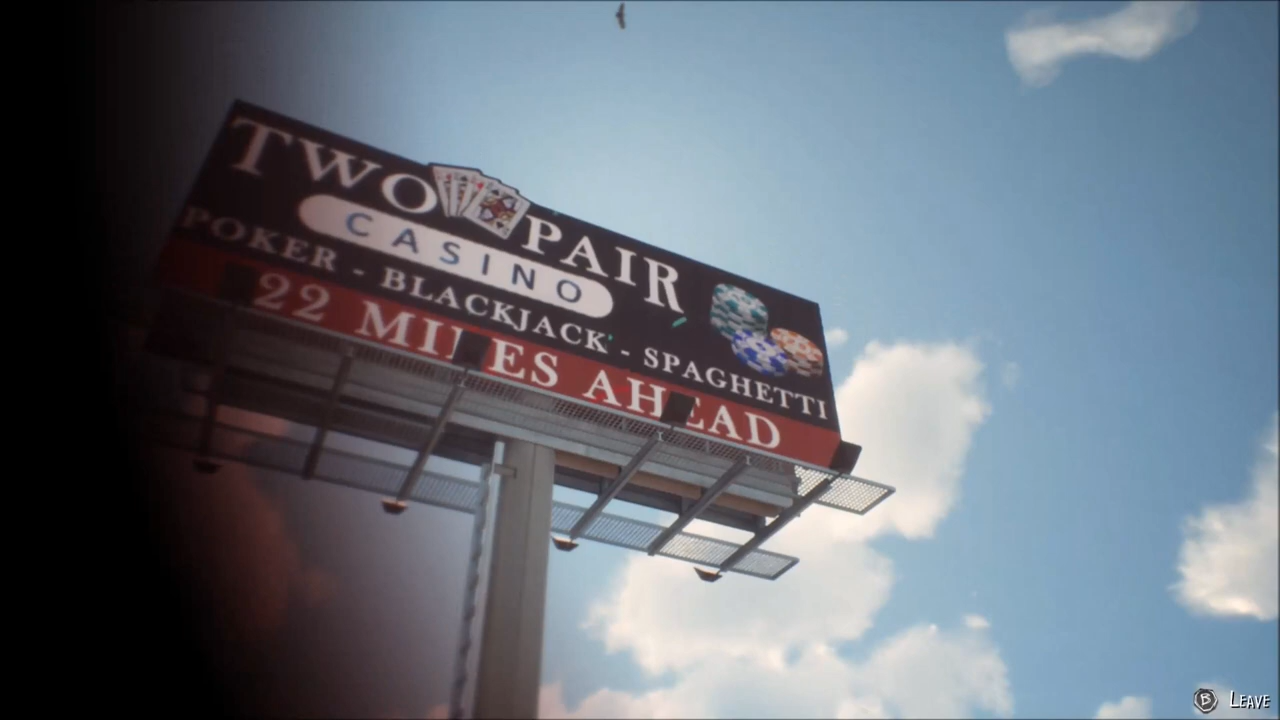 TWO PAIR
CASINO
POKER - BLACKJACK - SPAGHETTI
22 MILES AHEAD
B LEAVE